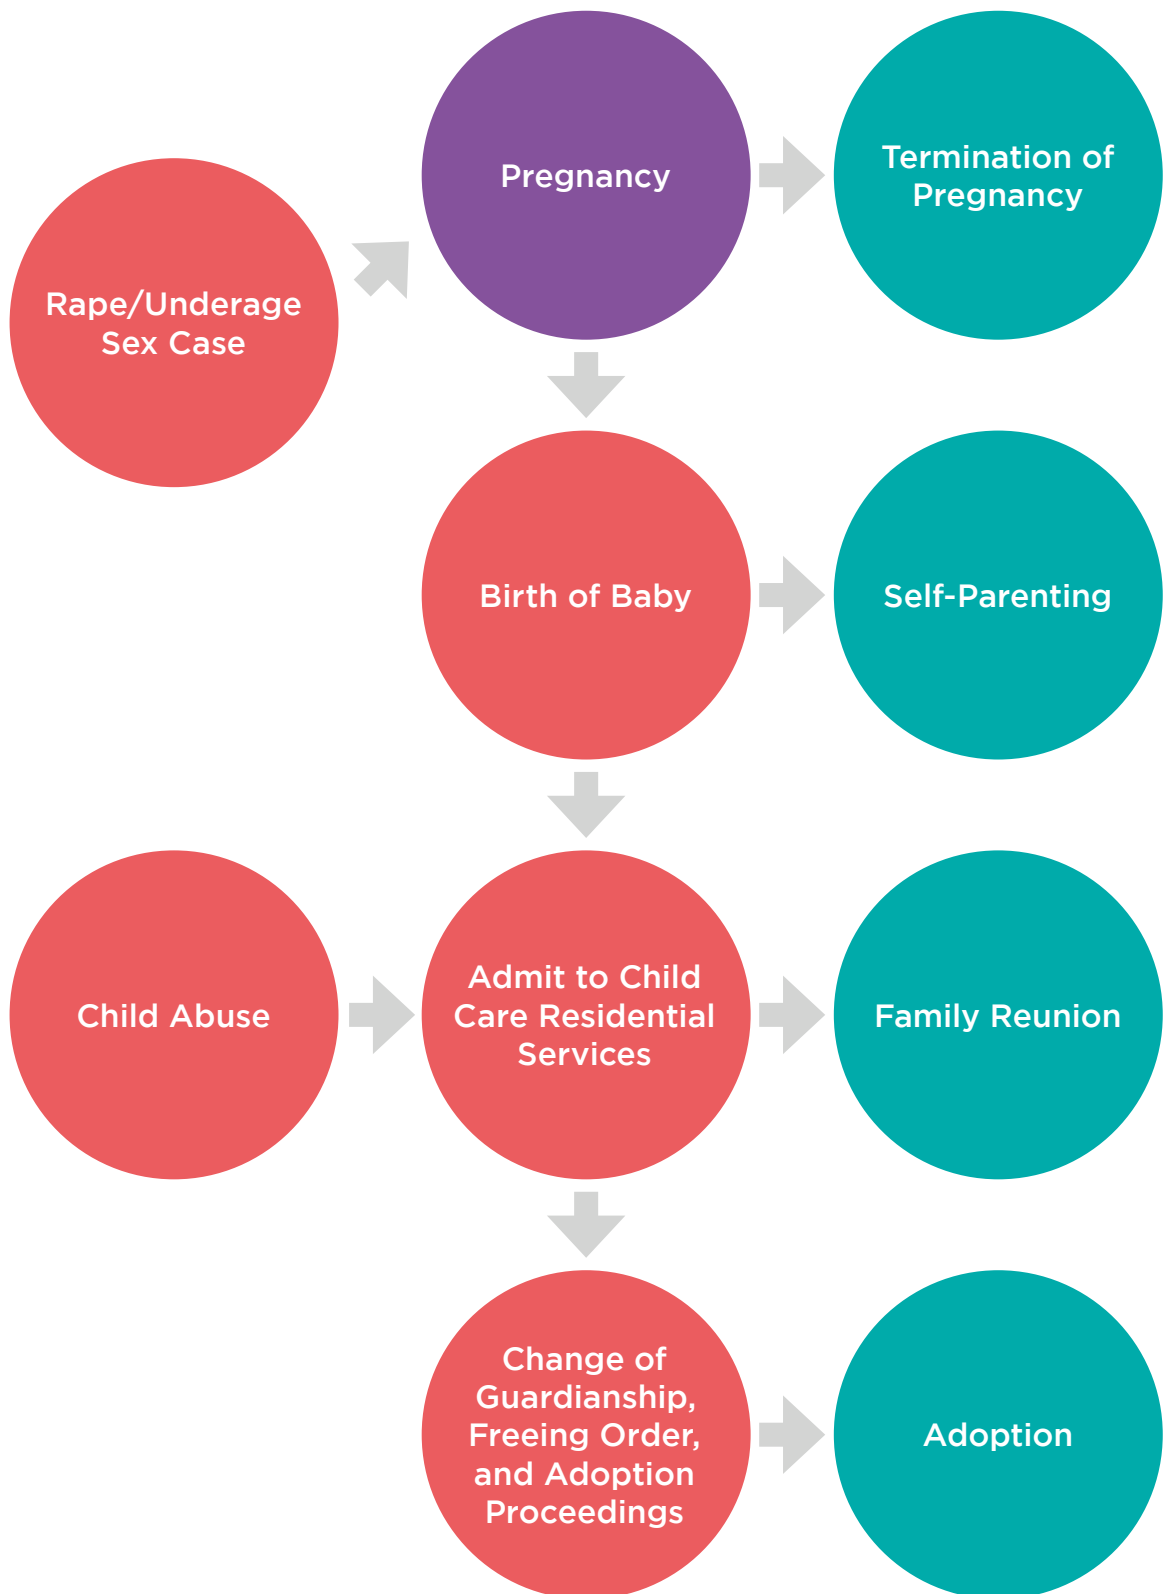 Pregnancy
Termination of
Pregnancy
Rape/Underage
Sex Case
Birth of Baby
Self-Parenting
Child Abuse
Admit to Child
Care Residential
Services
Family Reunion
Change of
Guardianship,
Freeing Order,
and Adoption
Proceedings
Adoption